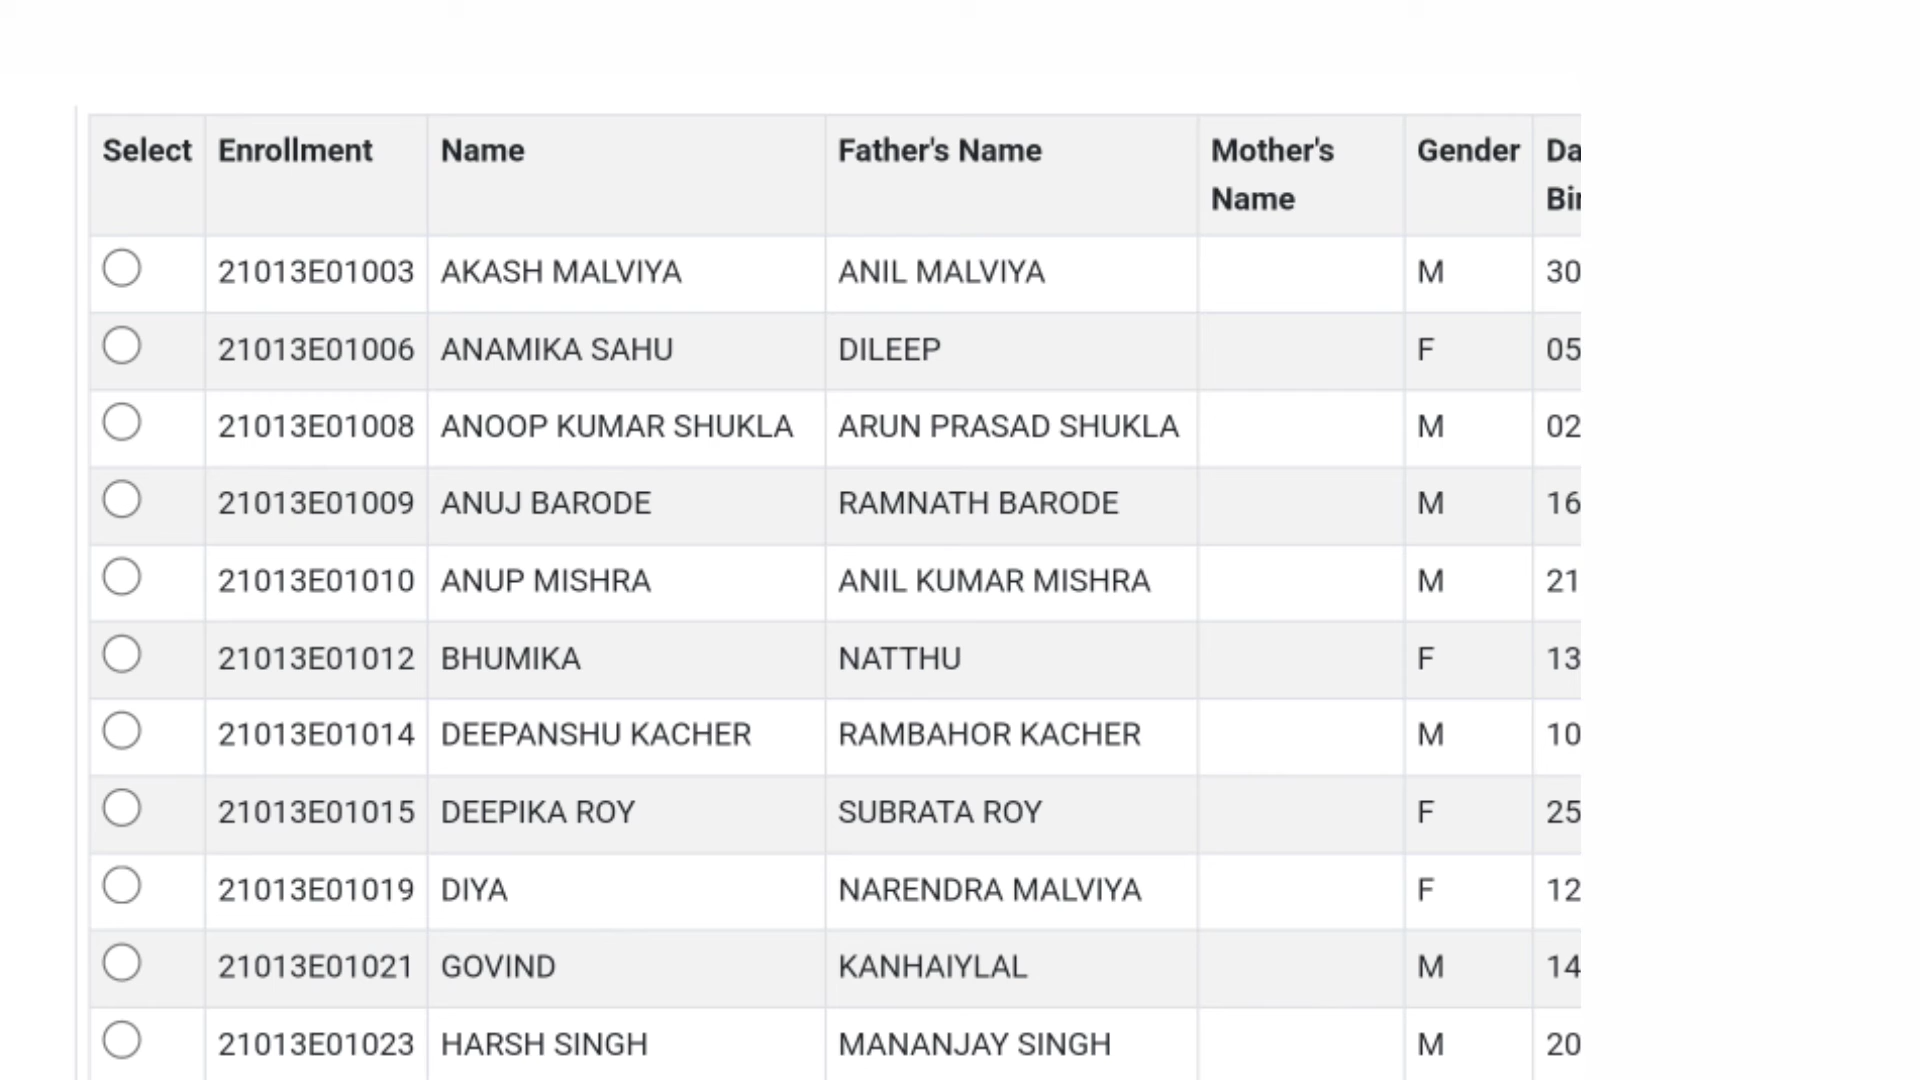 Select Enrollment Name Father's Name Mother's Name Gender Da Bir
21013E01003 AKASH MALVIYA ANIL MALVIYA M 30
21013E01006 ANAMIKA SAHU DILEEP F 05
21013E01008 ANOOP KUMAR SHUKLA ARUN PRASAD SHUKLA M 02
21013E01009 ANUJ BARODE RAMNATH BARODE M 16
21013E01010 ANUP MISHRA ANIL KUMAR MISHRA M 21
21013E01012 BHUMIKA NATTHU F 13
21013E01014 DEEPANSHU KACHER RAMBAHOR KACHER M 10
21013E01015 DEEPIKA ROY SUBRATA ROY F 25
21013E01019 DIYA NARENDRA MALVIYA F 12
21013E01021 GOVIND KANHAIYLAL M 14
21013E01023 HARSH SINGH MANANJAY SINGH M 20